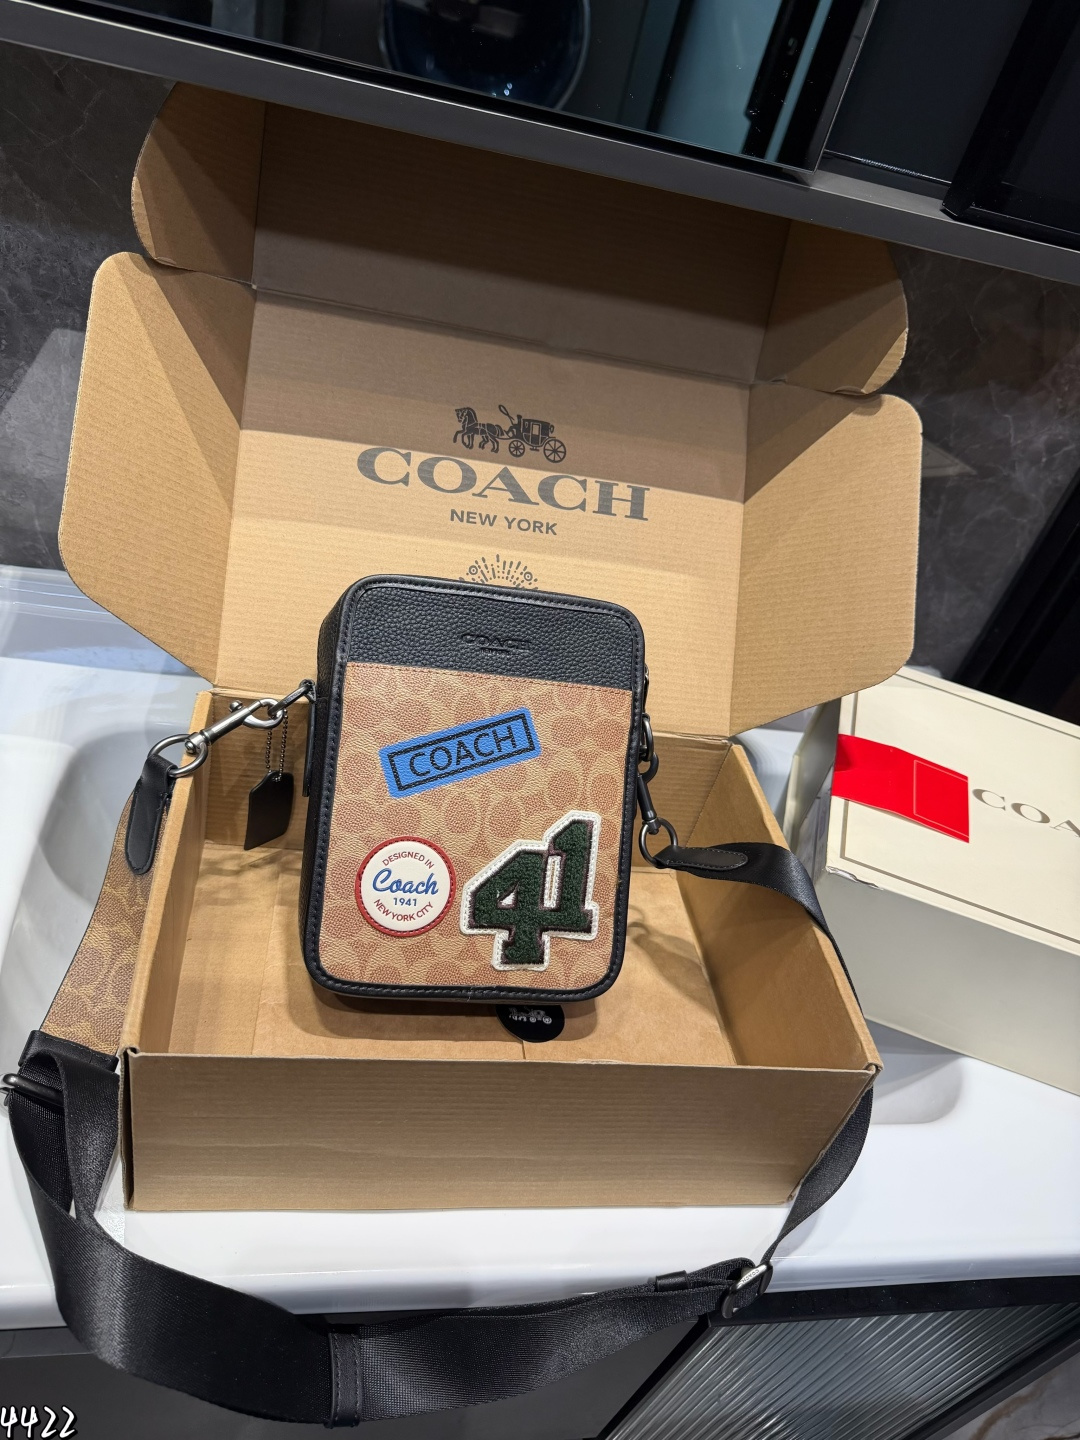 COACH
NEW YORK
COACH
COACH
DESIGNED IN
Coach
1941
NEW YORK CITY
41
COA
4422